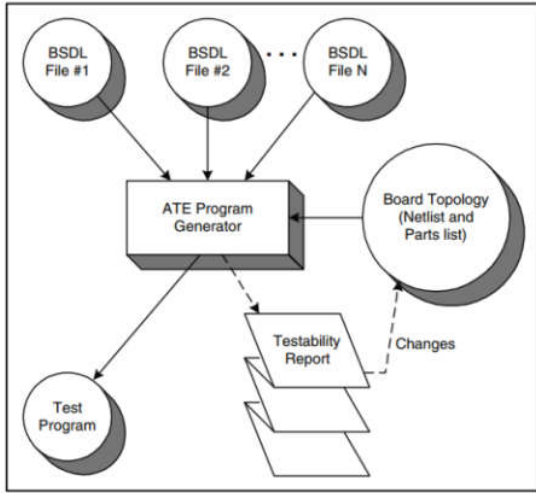 BSDL
File #1
BSDL
File #2
...
BSDL
File N
ATE Program
Generator
Board Topology
(Netlist and
Parts list)
Testability
Report
Changes
Test
Program